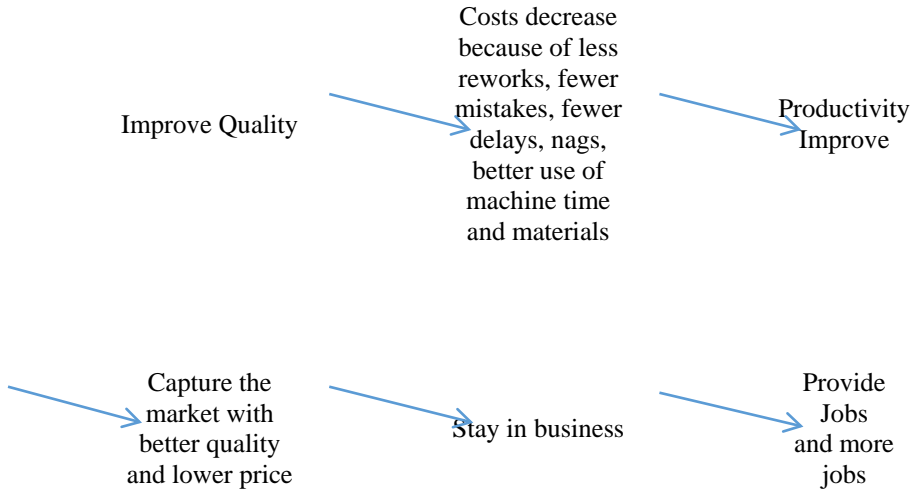 Improve Quality
Costs decrease
because of less
reworks, fewer
mistakes, fewer
delays, nags,
better use of
machine time
and materials
Productivity
Improve
Capture the
market with
better quality
and lower price
Stay in business
Provide
Jobs
and more
jobs